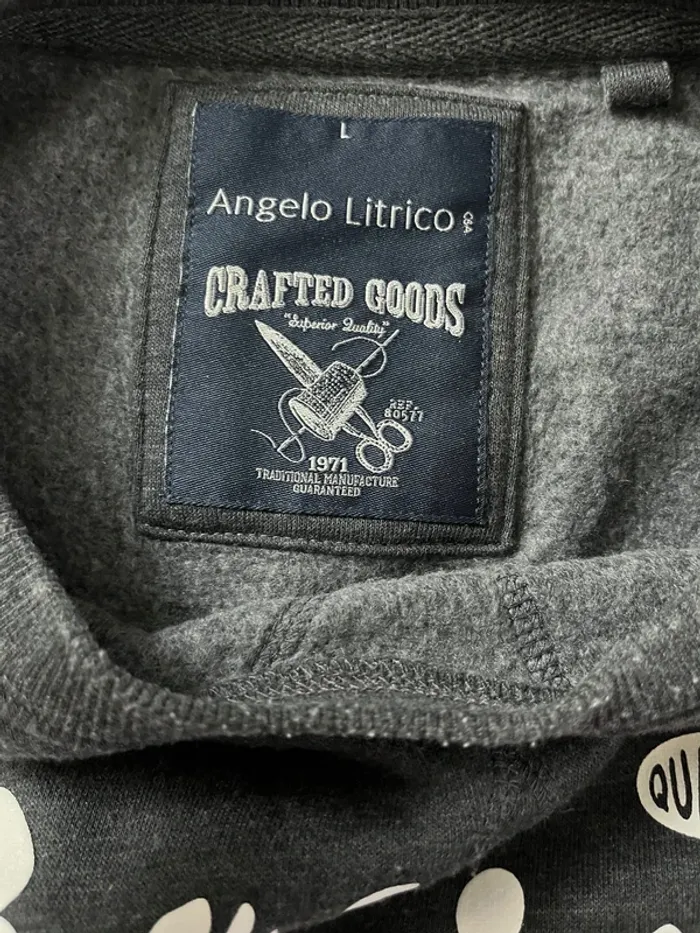 L
Angelo Litrico C&A
CRAFTED GOODS
"Superior Quality"
REF.
80577
1971
TRADITIONAL MANUFACTURE
GUARANTEED
QU